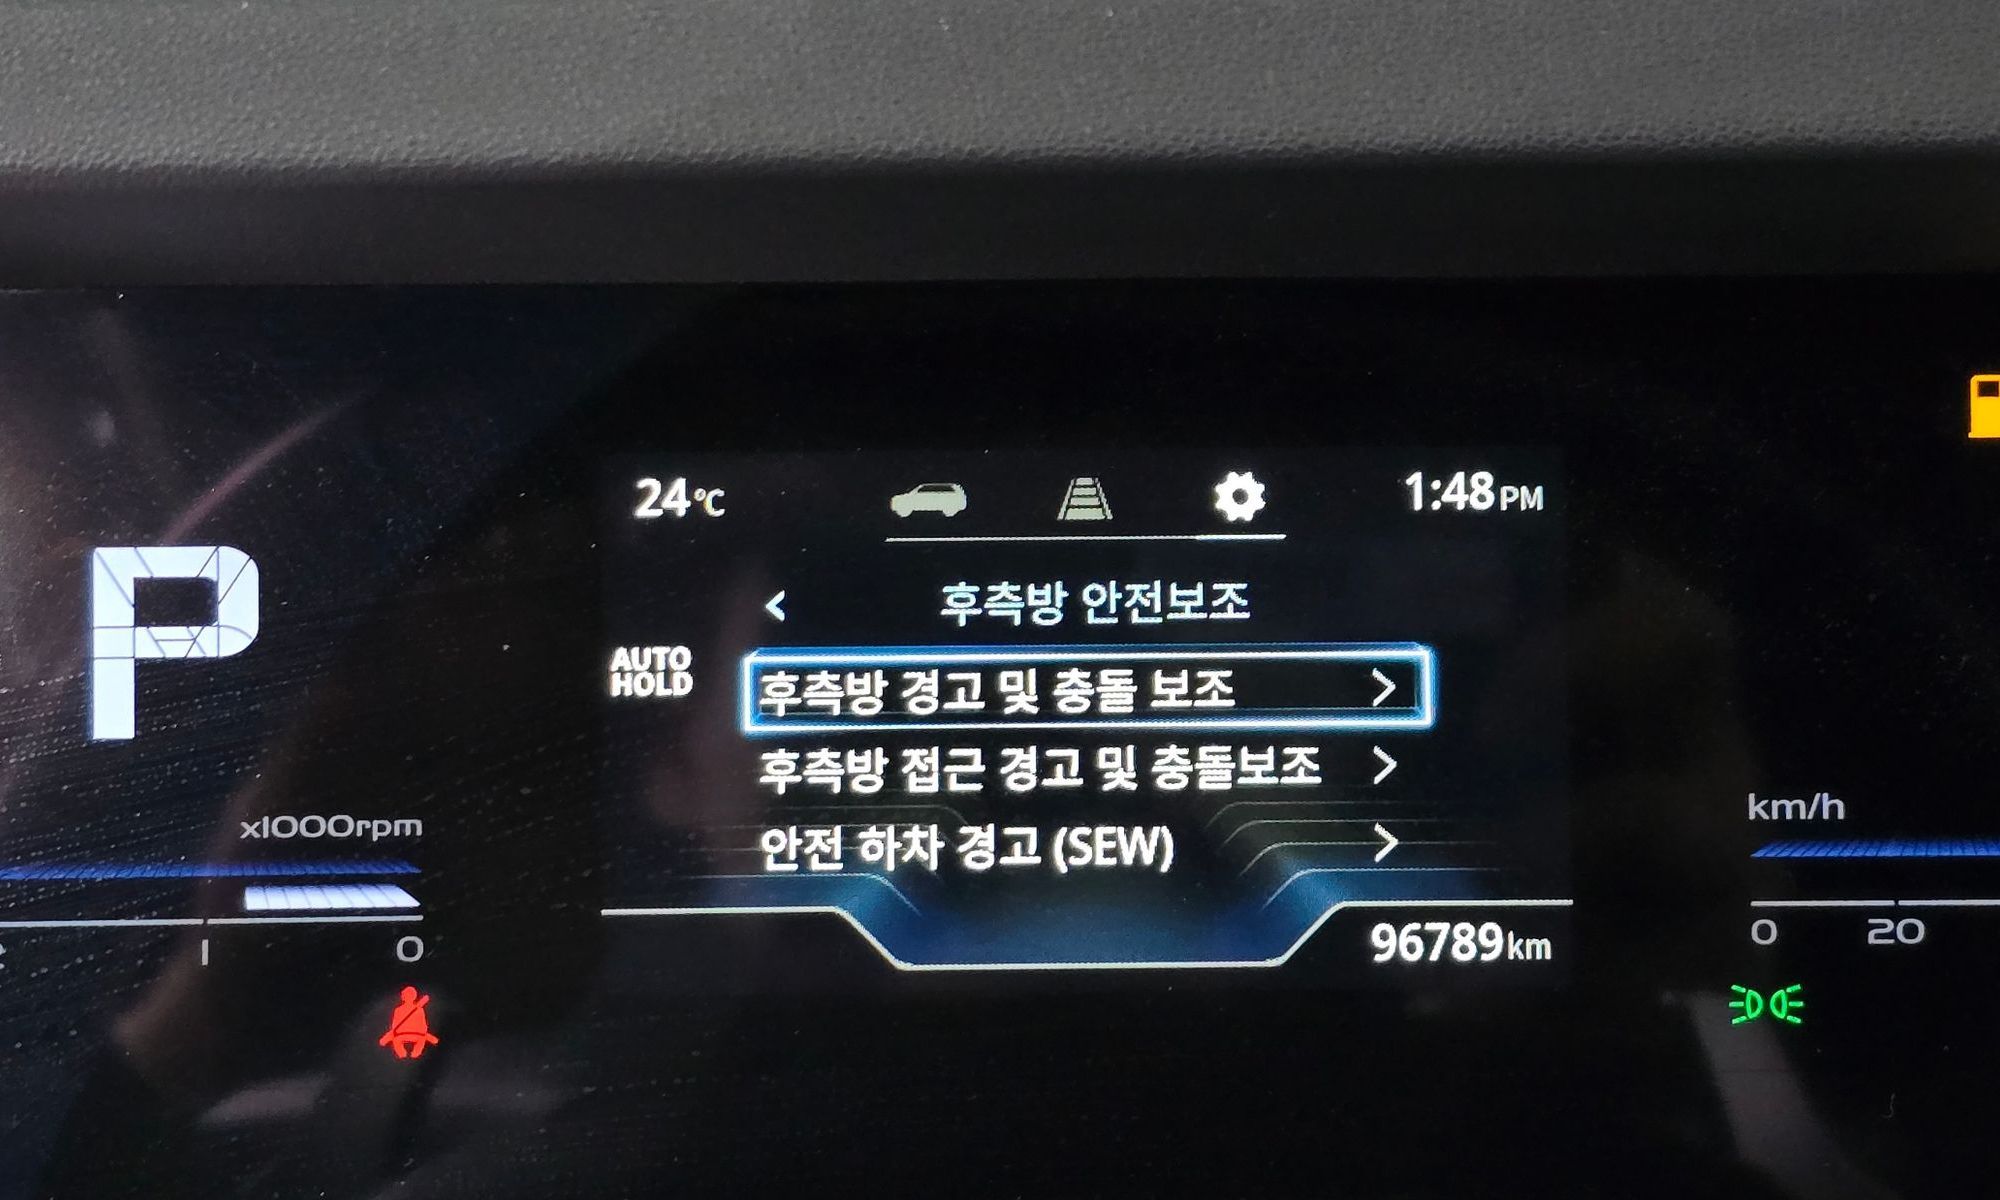 24℃
1:48PM
P
후측방 안전보조
AUTO
HOLD
후측방 경고 및 충돌 보조
후측방 접근 경고 및 충돌보조
안전 하차 경고 (SEW)
x1000rpm
km/h
1 0
0 20
96789km